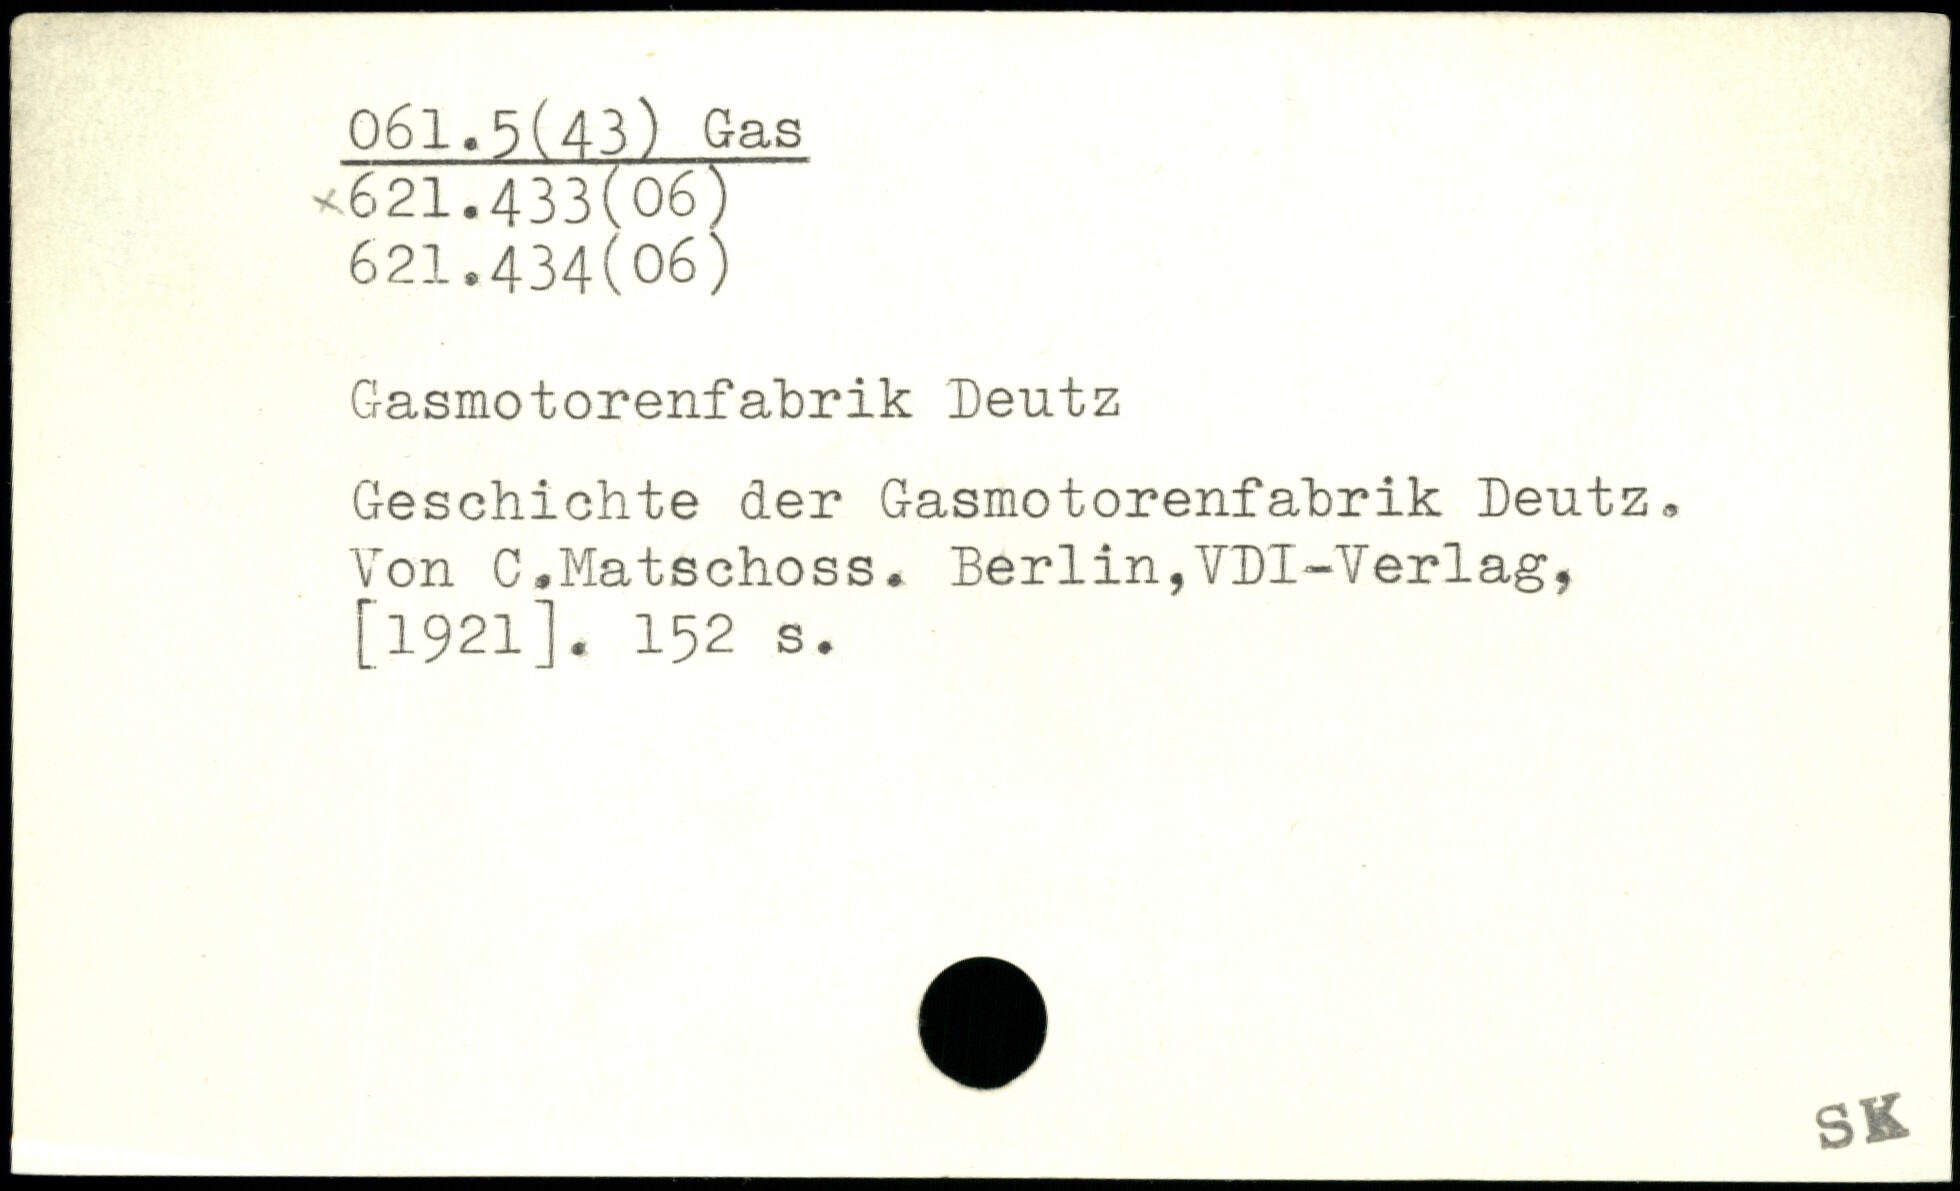 061.5(43) Gas
×621.433(06)
621.434(06)
Gasmotorenfabrik Deutz
Geschichte der Gasmotorenfabrik Deutz.
Von C.Matschoss. Berlin,VDI-Verlag,
[1921]. 152 s.
SK